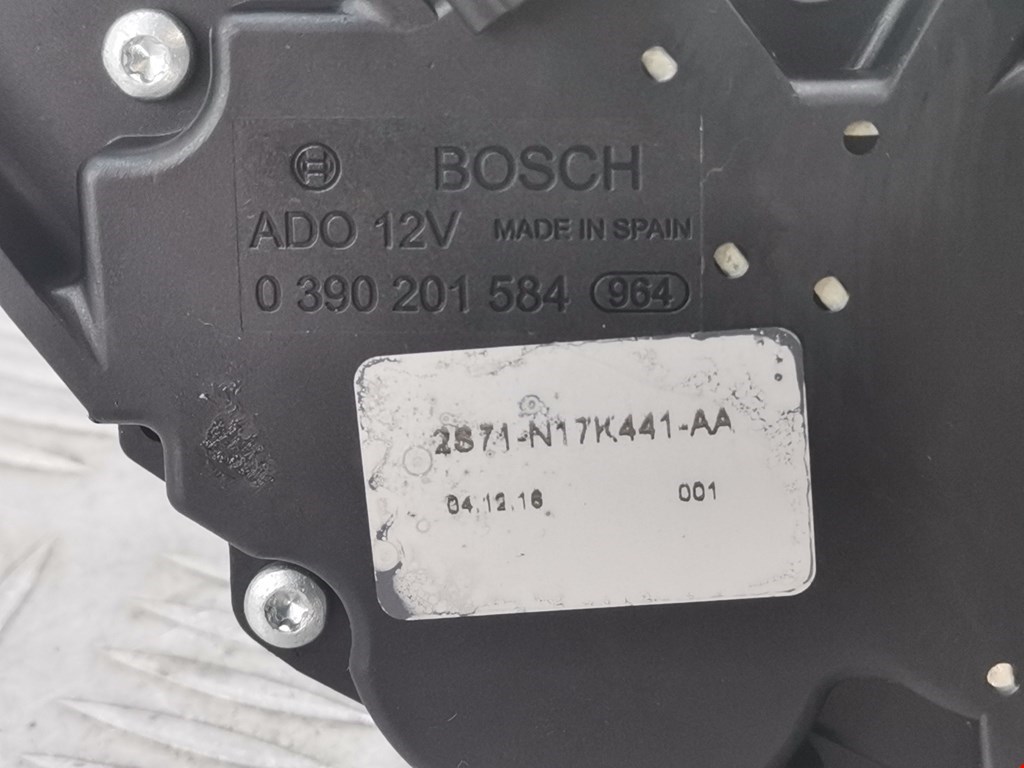 BOSCH
ADO 12V MADE IN SPAIN
0 390 201 584 964
2S71-N17K441-AA
04.12.16 001